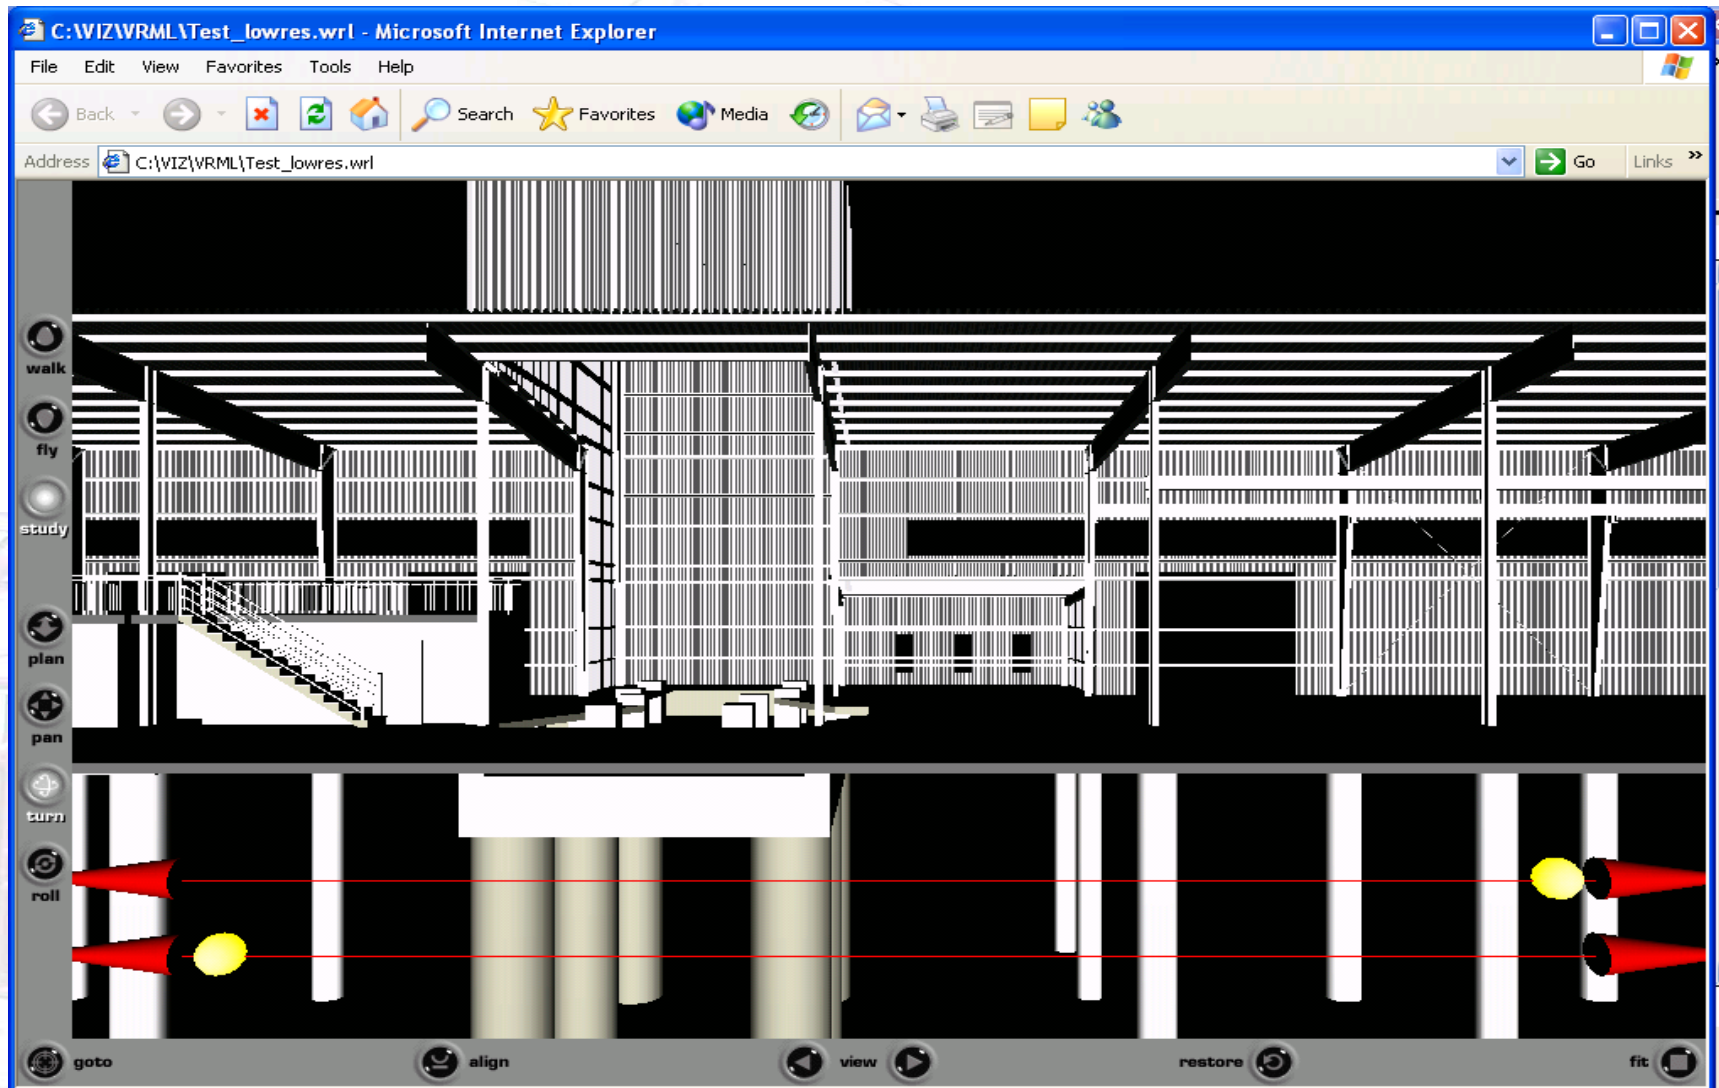 C:\VIZ\VRML\Test_lowres.wrl - Microsoft Internet Explorer
File Edit View Favorites Tools Help
Back Search Favorites Media
Address C:\VIZ\VRML\Test_lowres.wrl Go Links »
walk
fly
study
plan
pan
turn
roll
goto align view restore fit